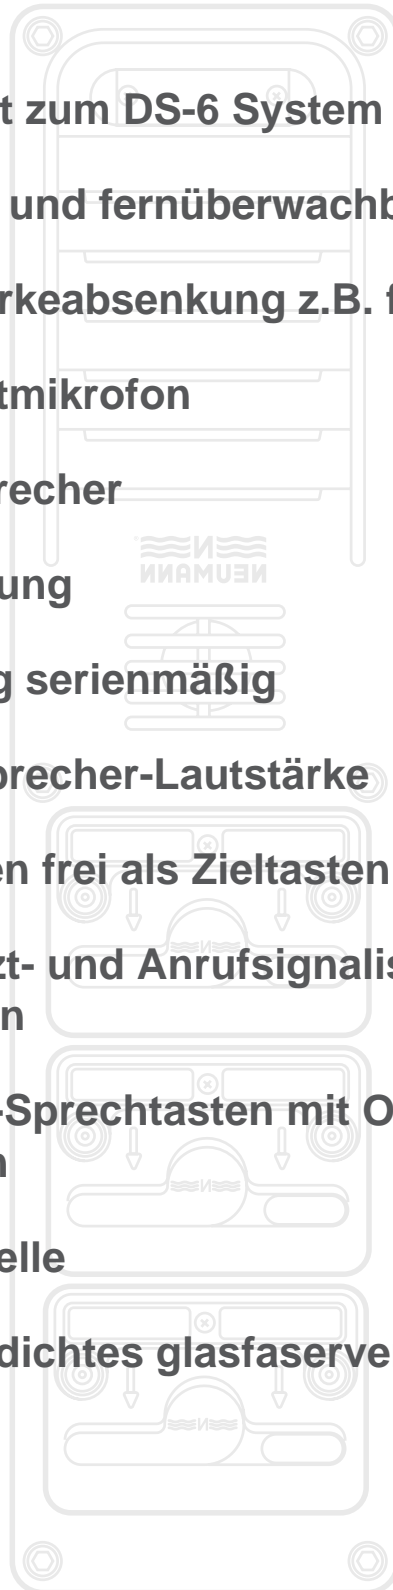 t zum DS-6 System
und fernüberwachb
rkeabsenkung z.B. f
tmikrofon
recher
NEUMANN
ung
g serienmäßig
precher-Lautstärke
en frei als Zieltasten
zt- und Anrufsignalis
n
-Sprechtasten mit O
n
elle
dichtes glasfaserve